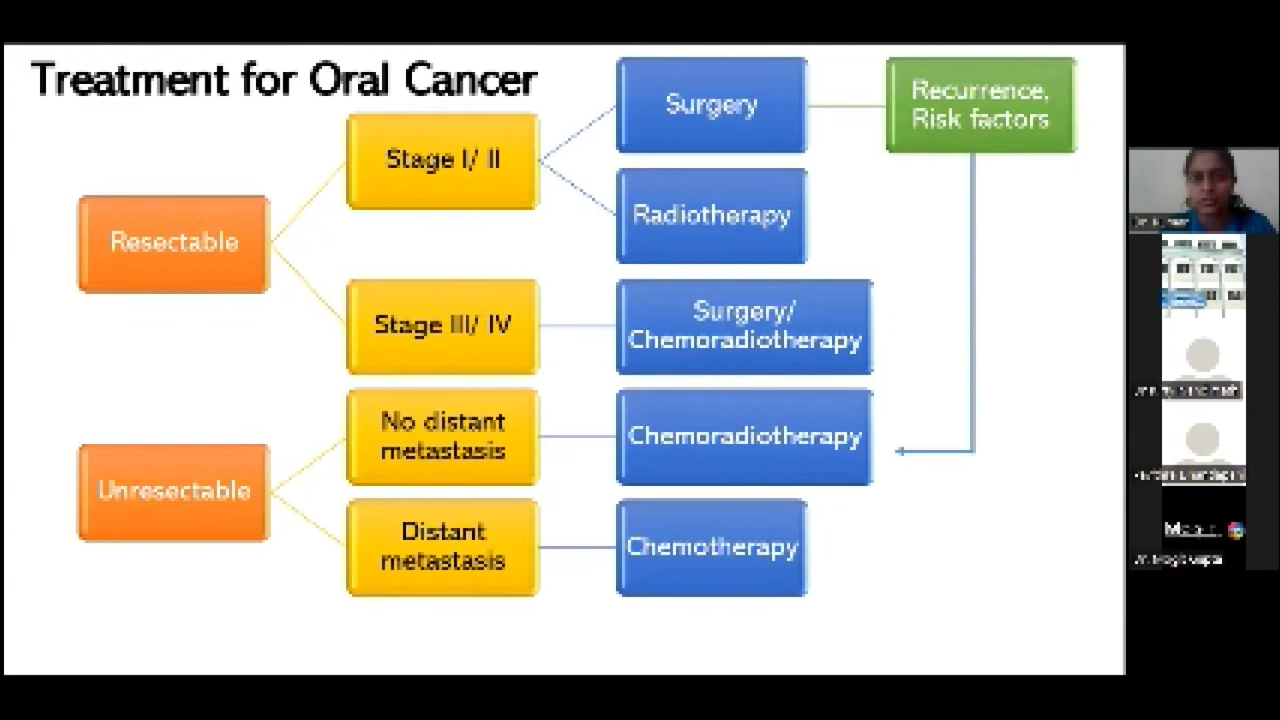 Treatment for Oral Cancer
Resectable
Stage I/ II
Surgery
Recurrence,
Risk factors
Radiotherapy
Stage III/ IV
Surgery/
Chemoradiotherapy
Unresectable
No distant
metastasis
Chemoradiotherapy
Distant
metastasis
Chemotherapy
Gupta